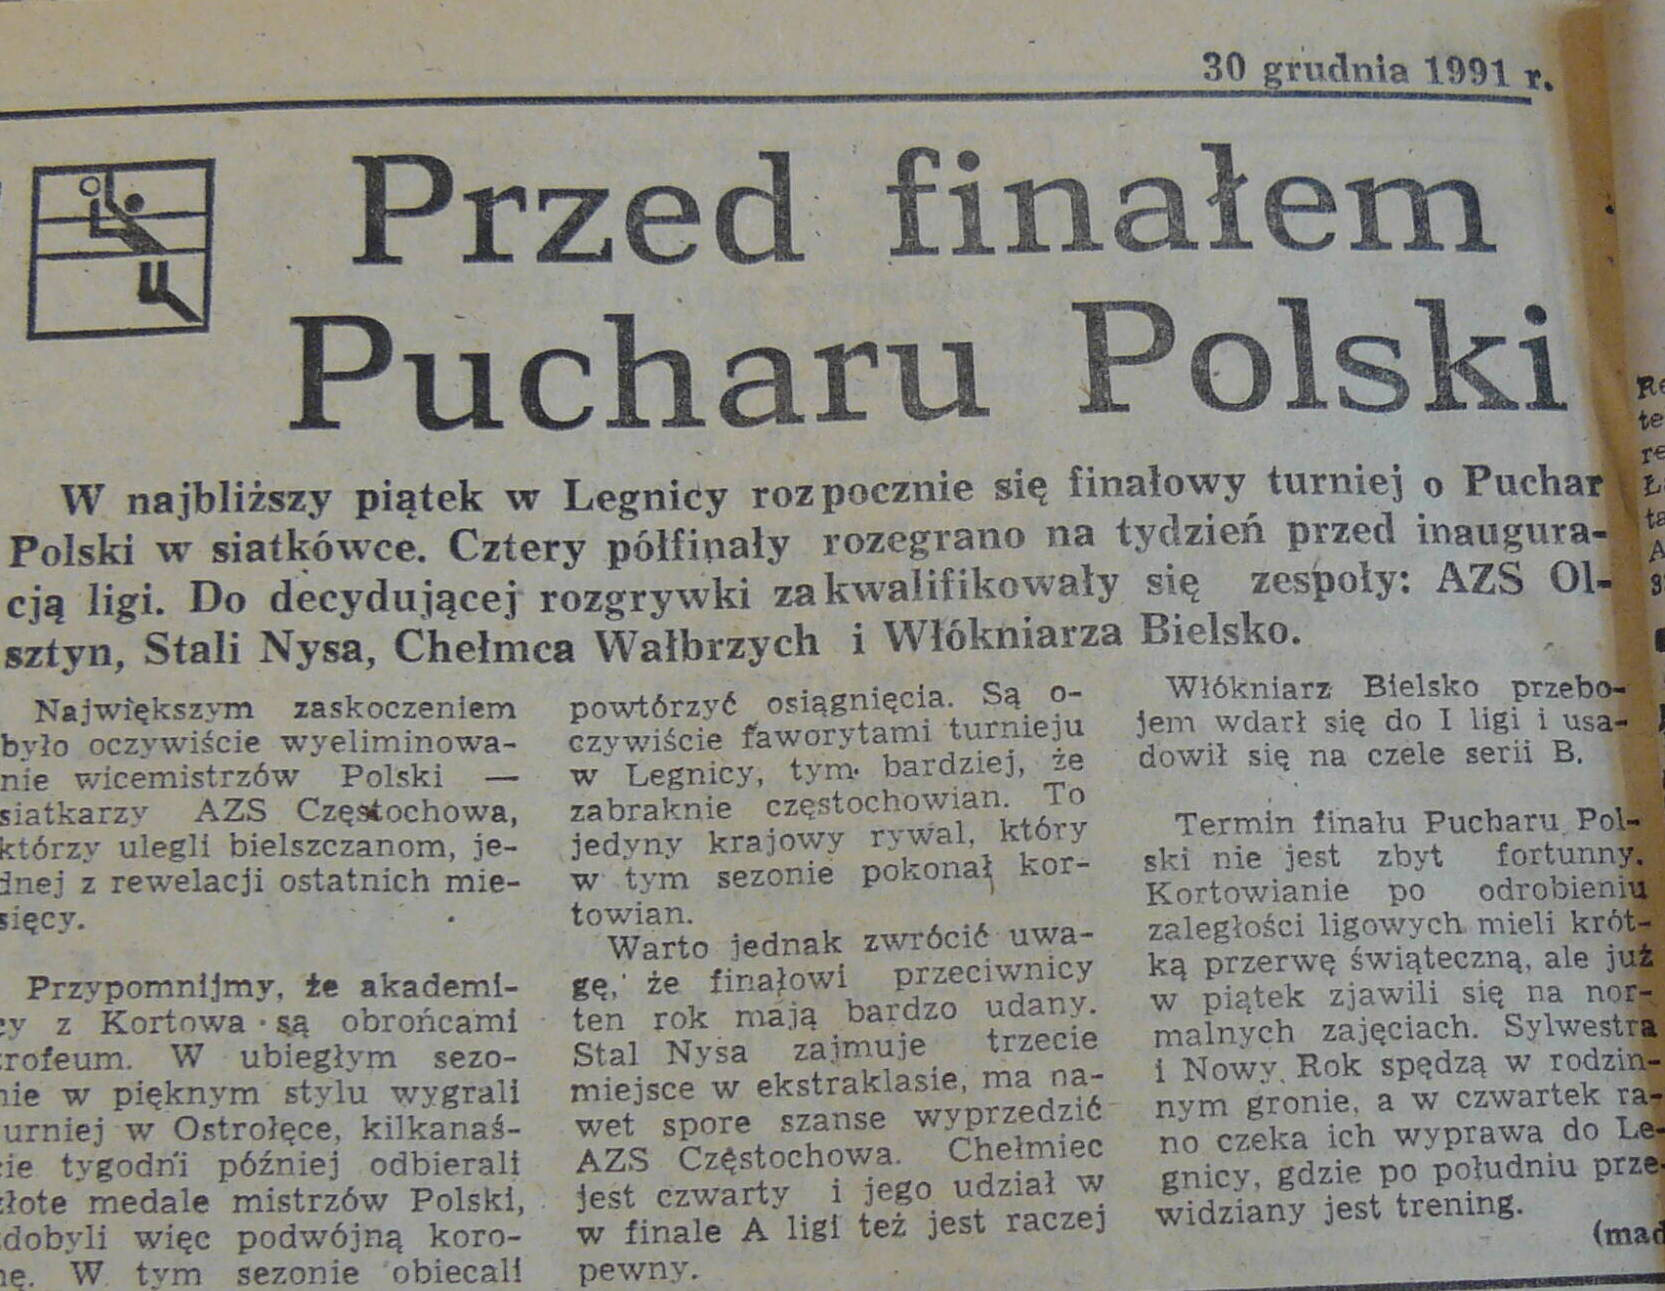 30 grudnia 1991 r.
Przed finałem
Pucharu Polski
W najbliższy piątek w Legnicy rozpocznie się finałowy turniej o Puchar
Polski w siatkówce. Cztery półfinały rozegrano na tydzień przed inaugura-
cją ligi. Do decydującej rozgrywki zakwalifikowały się zespoły: AZS Ol-
sztyn, Stali Nysa, Chełmca Wałbrzych i Włókniarza Bielsko.
Największym zaskoczeniem
było oczywiście wyeliminowa-
nie wicemistrzów Polski —
siatkarzy AZS Częstochowa,
którzy ulegli bielszczanom, je-
dnej z rewelacji ostatnich mie-
sięcy.
Przypomnijmy, że akademi-
cy z Kortowa są obrońcami
trofeum. W ubiegłym sezo-
nie w pięknym stylu wygrali
turniej w Ostrołęce, kilkanaś-
cie tygodni później odbierali
złote medale mistrzów Polski,
zdobyli więc podwójną koro-
nę. W tym sezonie obiecali
powtórzyć osiągnięcia. Są o-
czywiście faworytami turnieju
w Legnicy, tym bardziej, że
zabraknie częstochowian. To
jedyny krajowy rywal, który
w tym sezonie pokonał kor-
towian.
Warto jednak zwrócić uwa-
gę, że finałowi przeciwnicy
ten rok mają bardzo udany.
Stal Nysa zajmuje trzecie
miejsce w ekstraklasie, ma na-
wet spore szanse wyprzedzić
AZS Częstochowa. Chełmiec
jest czwarty i jego udział w
w finale A ligi też jest raczej
pewny.
Włókniarz Bielsko przebo-
jem wdarł się do I ligi i usa-
dowił się na czele serii B.
Termin finału Pucharu Pol-
ski nie jest zbyt fortunny.
Kortowianie po odrobieniu
zaległości ligowych mieli krót-
ką przerwę świąteczną, ale już
w piątek zjawili się na nor-
malnych zajęciach. Sylwestra
i Nowy Rok spędzą w rodzin-
nym gronie, a w czwartek ra-
no czeka ich wyprawa do Le-
gnicy, gdzie po południu prze-
widziany jest trening.
(mad